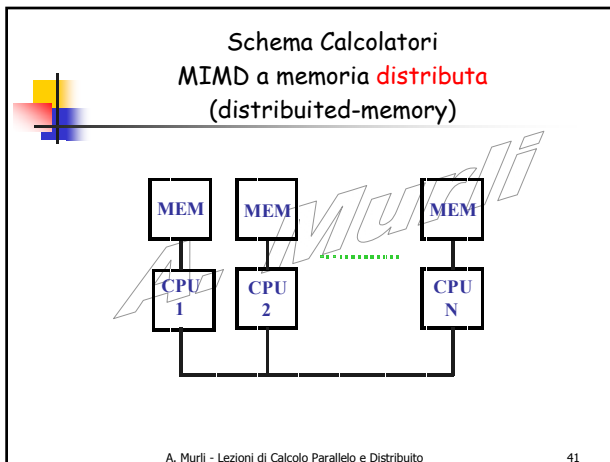 Schema Calcolatori
MIMD a memoria distributa
(distribuited-memory)
A. Murli
MEM MEM MEM
CPU CPU CPU
1 2 N
A. Murli - Lezioni di Calcolo Parallelo e Distribuito 41